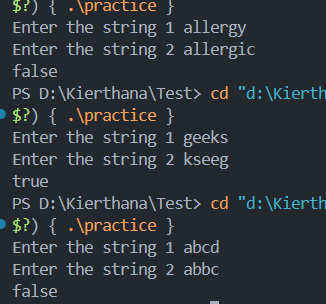 $?) { .\practice }
Enter the string 1 allergy
Enter the string 2 allergic
false
PS D:\Kierthana\Test> cd "d:\Kierth
$?) { .\practice }
Enter the string 1 geeks
Enter the string 2 kseeg
true
PS D:\Kierthana\Test> cd "d:\Kierth
$?) { .\practice }
Enter the string 1 abcd
Enter the string 2 abbc
false